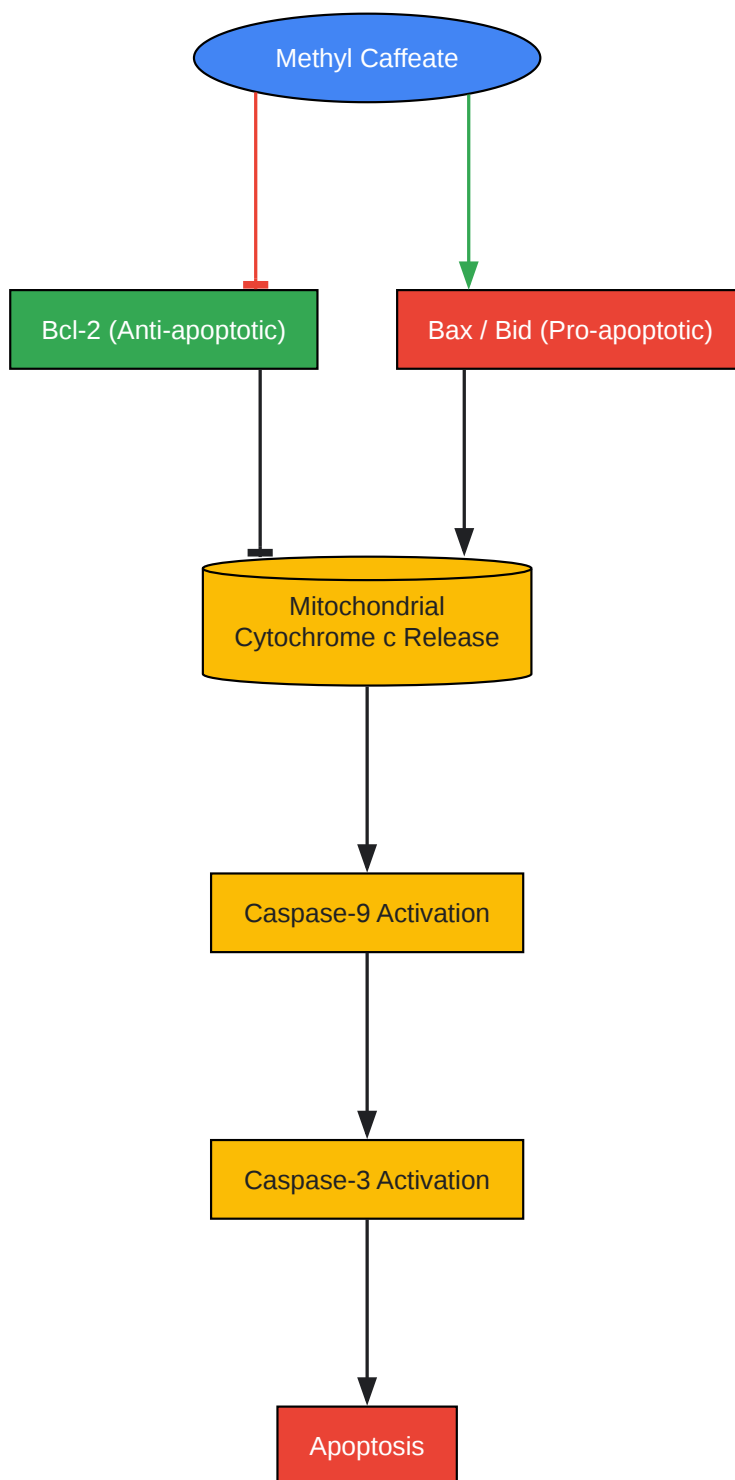 Methyl Caffeate
Bcl-2 (Anti-apoptotic)
Bax / Bid (Pro-apoptotic)
Mitochondrial
Cytochrome c Release
Caspase-9 Activation
Caspase-3 Activation
Apoptosis